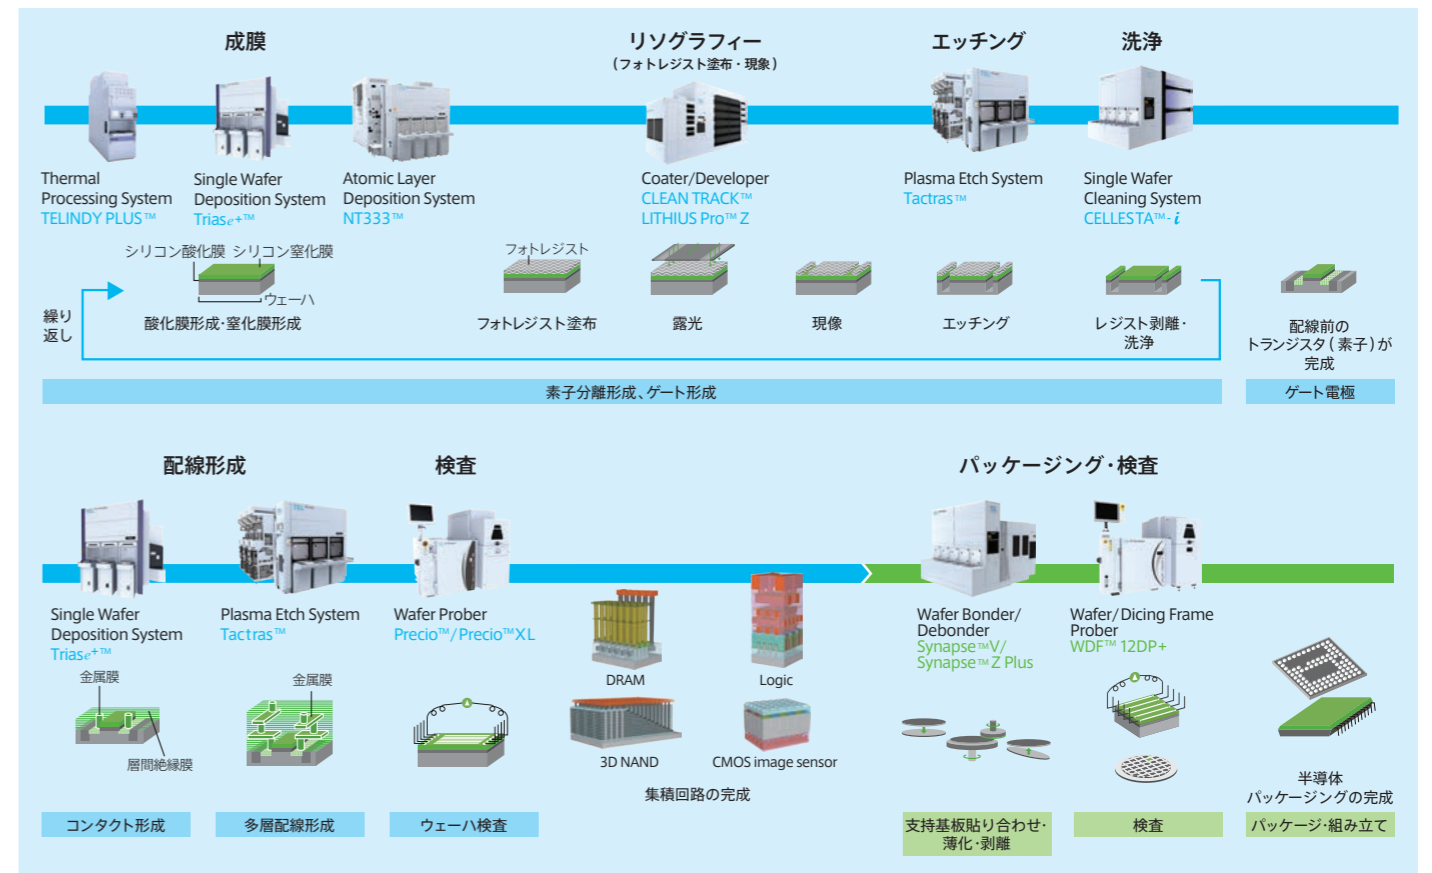 成膜
リソグラフィー
(フォトレジスト塗布・現象)
エッチング
洗浄
Thermal
Processing System
TELINDY PLUS™
Single Wafer
Deposition System
Triase+™
Atomic Layer
Deposition System
NT333™
Coater/Developer
CLEAN TRACK™
LITHIUS Pro™ Z
Plasma Etch System
Tactras™
Single Wafer
Cleaning System
CELLESTA™-i
シリコン酸化膜 シリコン窒化膜
ウェーハ
フォトレジスト
繰り
返し
酸化膜形成・窒化膜形成
フォトレジスト塗布
露光
現像
エッチング
レジスト剥離・
洗浄
配線前の
トランジスタ(素子)が
完成
素子分離形成、ゲート形成
ゲート電極
配線形成
検査
パッケージング・検査
Single Wafer
Deposition System
Triase+™
Plasma Etch System
Tactras™
Wafer Prober
Precio™/Precio™XL
DRAM
Logic
3D NAND
CMOS image sensor
集積回路の完成
Wafer Bonder/
Debonder
Synapse™V/
Synapse™Z Plus
Wafer/Dicing Frame
Prober
WDF™ 12DP+
金属膜
層間絶縁膜
金属膜
半導体
パッケージングの完成
コンタクト形成
多層配線形成
ウェーハ検査
支持基板貼り合わせ・
薄化・剥離
検査
パッケージ・組み立て